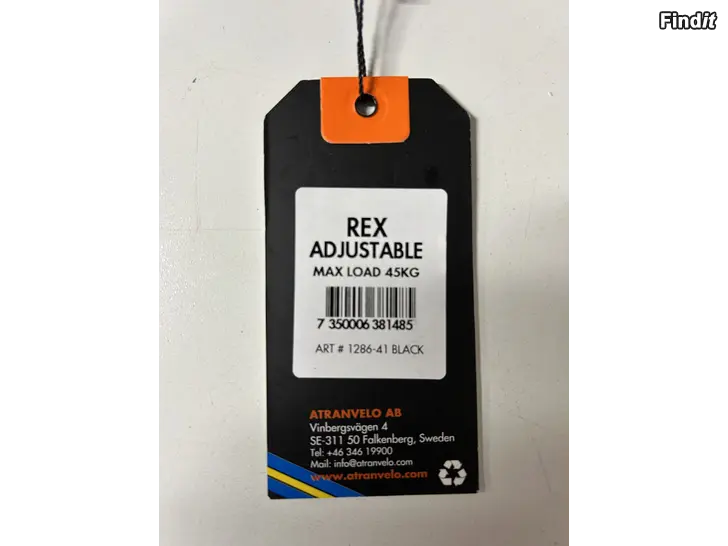 Findit
REX
ADJUSTABLE
MAX LOAD 45KG
7 350006 381485
ART # 1286-41 BLACK
ATRANVELO AB
Vinbergsvägen 4
SE-311 50 Falkenberg, Sweden
Tel: +46 346 19900
Mail: info@atranvelo.com
www.atranvelo.com